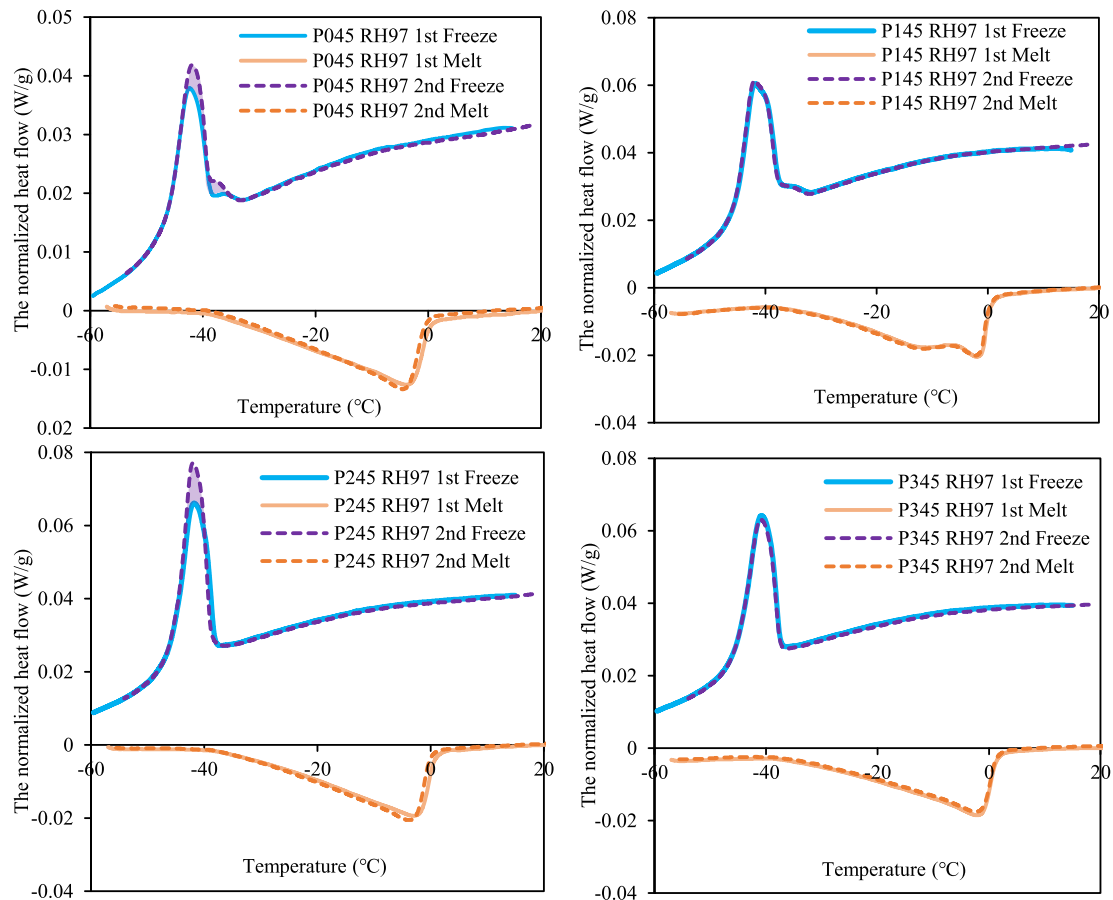 0.05
0.04
0.03
0.02
0.01
0
-0.01
0.02
The normalized heat flow (W/g)
P045 RH97 1st Freeze
P045 RH97 1st Melt
P045 RH97 2nd Freeze
P045 RH97 2nd Melt
-60
-40
-20
0
20
Temperature (℃)
0.08
0.06
0.04
0.02
0
-0.02
-0.04
The normalized heat flow (W/g)
P145 RH97 1st Freeze
P145 RH97 1st Melt
P145 RH97 2nd Freeze
P145 RH97 2nd Melt
-60
-40
-20
0
20
Temperature (℃)
0.08
0.06
0.04
0.02
0
-0.02
-0.04
The normalized heat flow (W/g)
P245 RH97 1st Freeze
P245 RH97 1st Melt
P245 RH97 2nd Freeze
P245 RH97 2nd Melt
-60
-40
-20
0
20
Temperature (℃)
0.08
0.06
0.04
0.02
0
-0.02
-0.04
The normalized heat flow (W/g)
P345 RH97 1st Freeze
P345 RH97 1st Melt
P345 RH97 2nd Freeze
P345 RH97 2nd Melt
-60
-40
-20
0
20
Temperature (℃)